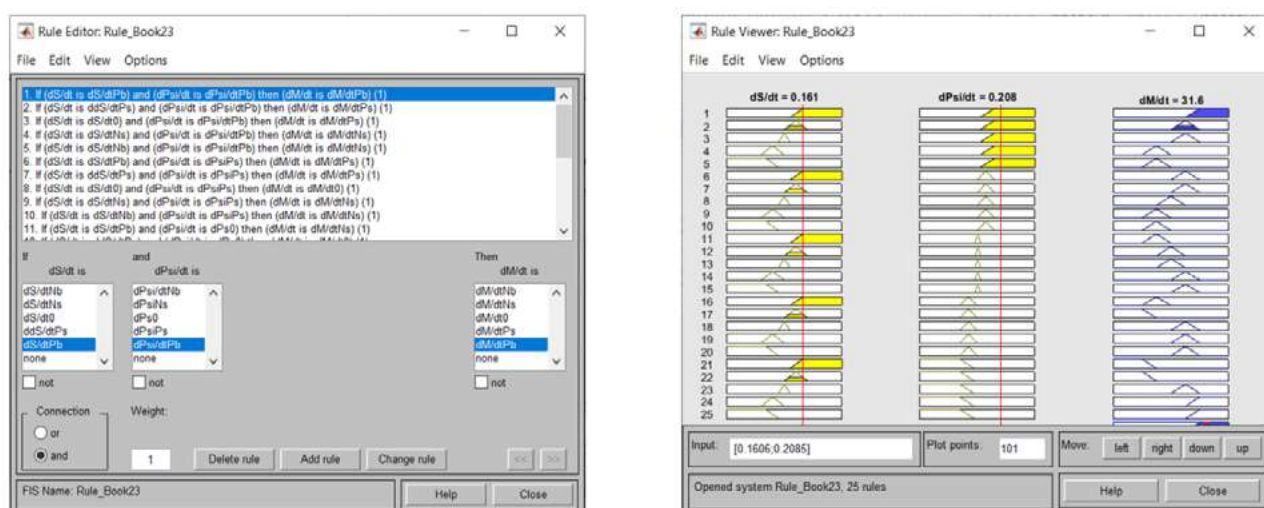 Rule Editor: Rule_Book23
File Edit View Options
1. If (dS/dt is dS/dtPb) and (dPsi/dt is dPsi/dtPb) then (dM/dt is dM/dtPb) (1)
2. If (dS/dt is ddS/dtPs) and (dPsi/dt is dPsi/dtPb) then (dM/dt is dM/dtPs) (1)
3. If (dS/dt is dS/dt0) and (dPsi/dt is dPsi/dtPb) then (dM/dt is dM/dtPs) (1)
4. If (dS/dt is dS/dtNs) and (dPsi/dt is dPsi/dtPb) then (dM/dt is dM/dtNs) (1)
5. If (dS/dt is dS/dtNb) and (dPsi/dt is dPsi/dtPb) then (dM/dt is dM/dtNs) (1)
6. If (dS/dt is dS/dtPb) and (dPsi/dt is dPsiPs) then (dM/dt is dM/dtPs) (1)
7. If (dS/dt is ddS/dtPs) and (dPsi/dt is dPsiPs) then (dM/dt is dM/dtPs) (1)
8. If (dS/dt is dS/dt0) and (dPsi/dt is dPsiPs) then (dM/dt is dM/dt0) (1)
9. If (dS/dt is dS/dtNs) and (dPsi/dt is dPsiPs) then (dM/dt is dM/dtNs) (1)
10. If (dS/dt is dS/dtNb) and (dPsi/dt is dPsiPs) then (dM/dt is dM/dtNs) (1)
11. If (dS/dt is dS/dtPb) and (dPsi/dt is dPs0) then (dM/dt is dM/dtPs) (1)
If and Then
dS/dt is dPsi/dt is dM/dt is
dS/dtNb dPsi/dtNb dM/dtNb
dS/dtNs dPsiNs dM/dtNs
dS/dt0 dPs0 dM/dt0
ddS/dtPs dPsiPs dM/dtPs
dS/dtPb dPsi/dtPb dM/dtPb
none none none
not not not
Connection Weight:
or
and 1 Delete rule Add rule Change rule << >>
FIS Name: Rule_Book23 Help Close
Rule Viewer: Rule_Book23
File Edit View Options
dS/dt = 0.161 dPsi/dt = 0.208 dM/dt = 31.6
1
2
3
4
5
6
7
8
9
10
11
12
13
14
15
16
17
18
19
20
21
22
23
24
25
Input: [0.1606;0.2085] Plot points: 101 Move: left right down up
Opened system Rule_Book23, 25 rules Help Close